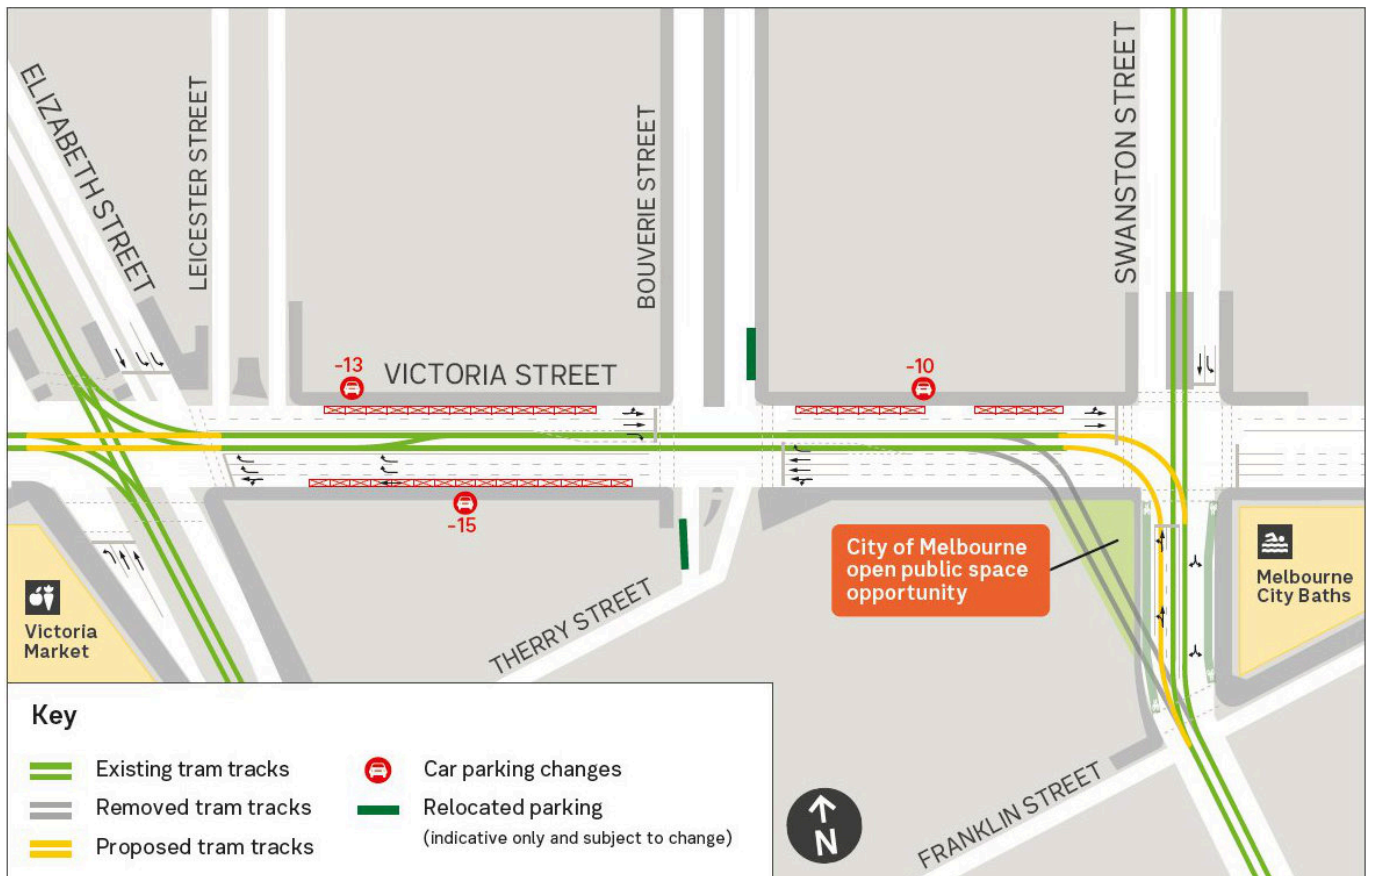 ELIZABETH STREET
LEICESTER STREET
BOUVERIE STREET
SWANSTON STREET
-13
VICTORIA STREET
-10
-15
City of Melbourne
open public space
opportunity
Melbourne
City Baths
Victoria
Market
THERRY STREET
FRANKLIN STREET
N
Key
Existing tram tracks
Removed tram tracks
Proposed tram tracks
Car parking changes
Relocated parking
(indicative only and subject to change)